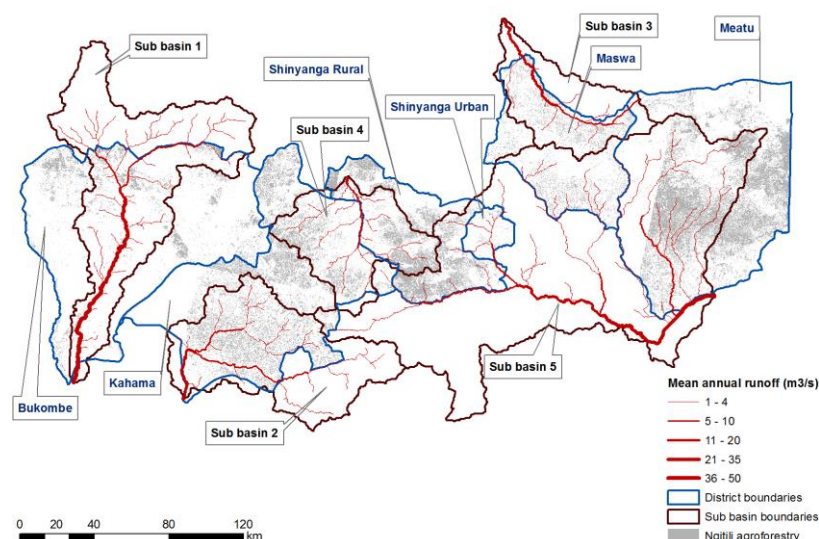 Sub basin 1
Sub basin 3
Meatu
Maswa
Shinyanga Rural
Shinyanga Urban
Sub basin 4
Sub basin 5
Kahama
Bukombe
Sub basin 2
Mean annual runoff (m3/s)
1 - 4
5 - 10
11 - 20
21 - 35
36 - 50
District boundaries
Sub basin boundaries
Ngitili agroforestry
0 20 40 80 120
km